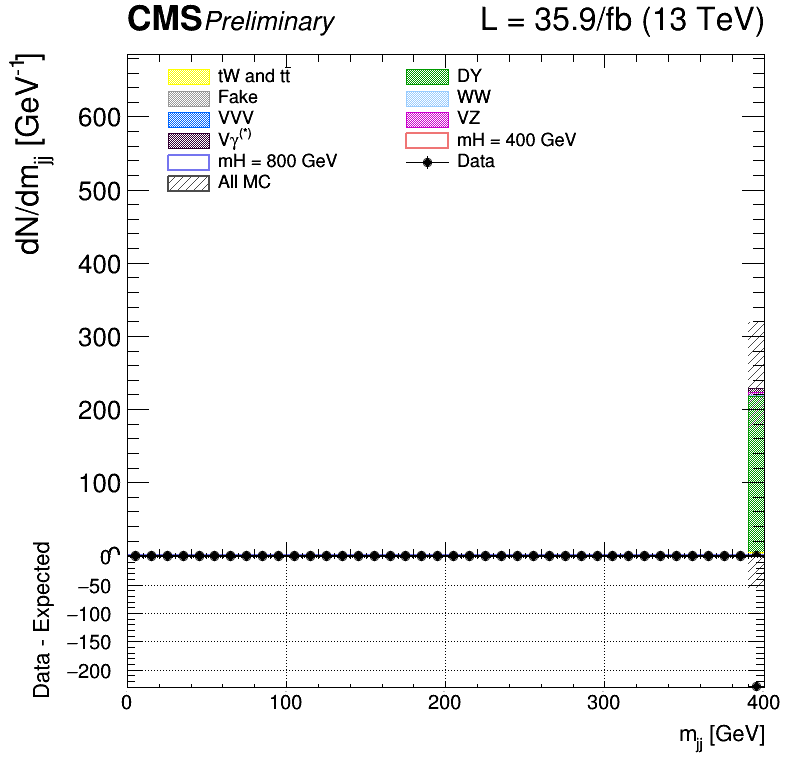 CMS Preliminary L = 35.9/fb (13 TeV)
dN/dm_jj [GeV^-1]
tW and tt̄ DY
Fake WW
VVV VZ
Vγ^(*) mH = 400 GeV
mH = 800 GeV Data
All MC
600
500
400
300
200
100
0
Data - Expected
−50
−100
−150
−200
0 100 200 300 400
m_jj [GeV]